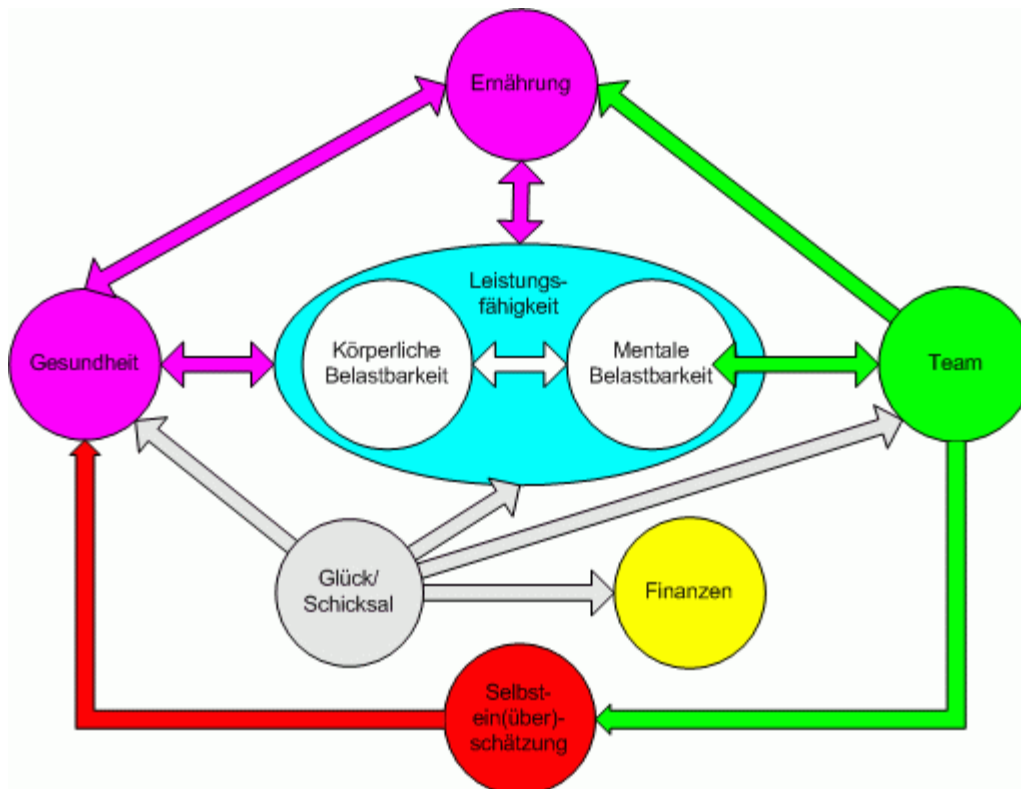 Ernährung
Leistungs-
fähigkeit
Gesundheit
Körperliche
Belastbarkeit
Mentale
Belastbarkeit
Team
Glück/
Schicksal
Finanzen
Selbst-
ein(über)-
schätzung